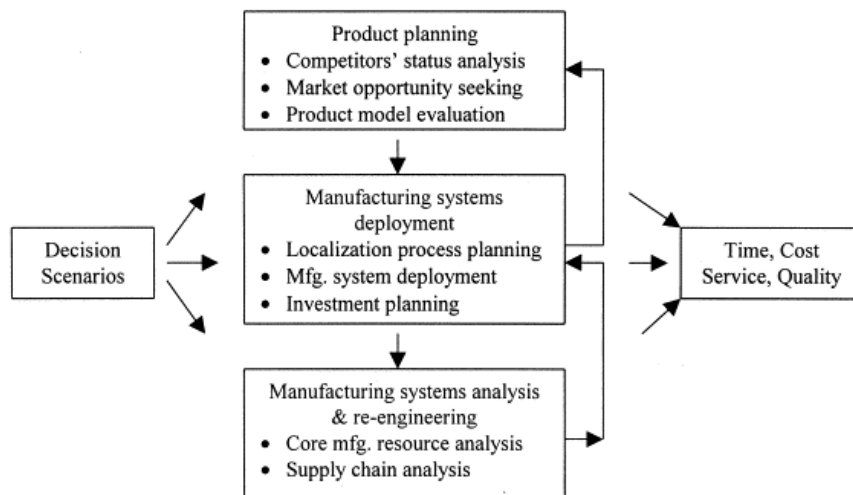 Product planning
• Competitors' status analysis
• Market opportunity seeking
• Product model evaluation
Manufacturing systems
deployment
• Localization process planning
• Mfg. system deployment
• Investment planning
Decision
Scenarios
Time, Cost
Service, Quality
Manufacturing systems analysis
& re-engineering
• Core mfg. resource analysis
• Supply chain analysis